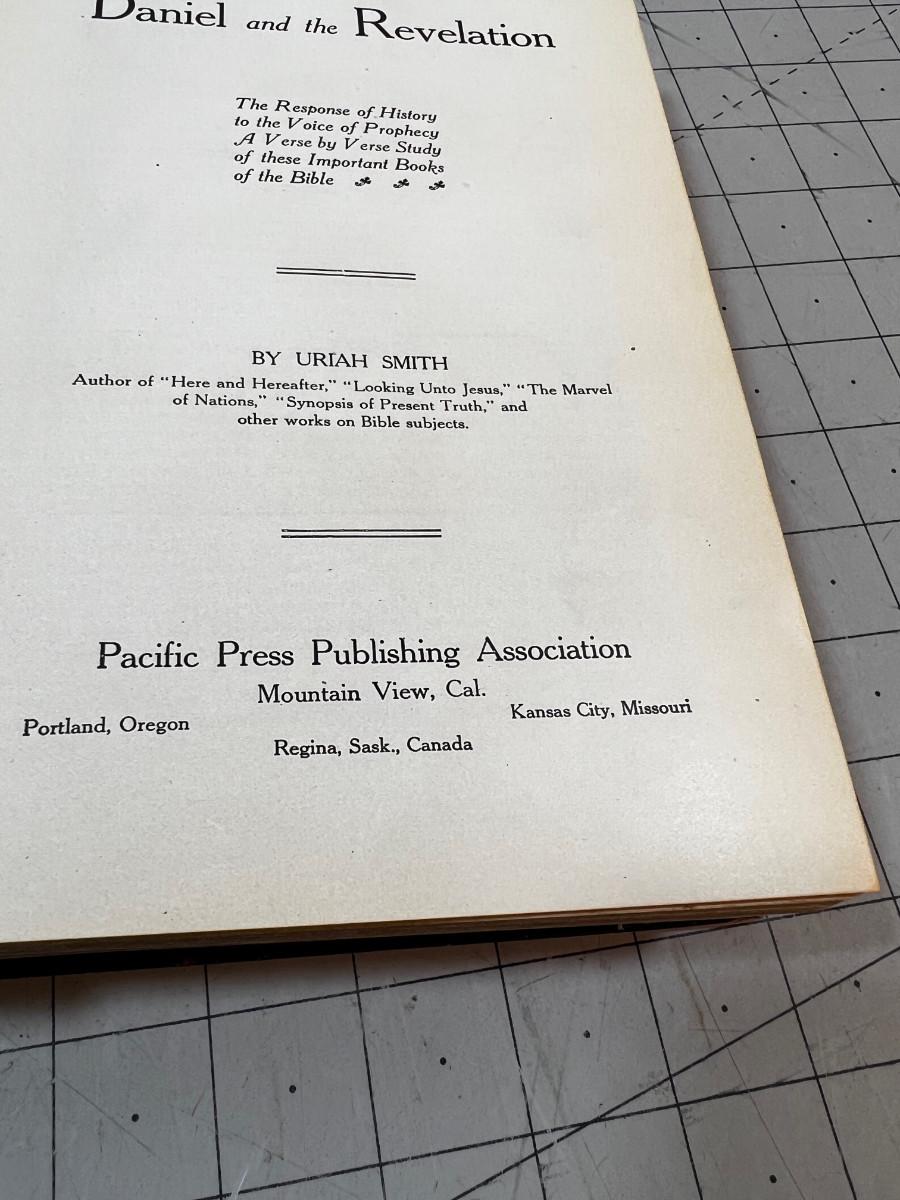 Daniel and the Revelation
The Response of History
to the Voice of Prophecy
A Verse by Verse Study
of these Important Books
of the Bible
BY URIAH SMITH
Author of "Here and Hereafter," "Looking Unto Jesus," "The Marvel
of Nations," "Synopsis of Present Truth," and
other works on Bible subjects.
Pacific Press Publishing Association
Mountain View, Cal.
Portland, Oregon
Kansas City, Missouri
Regina, Sask., Canada